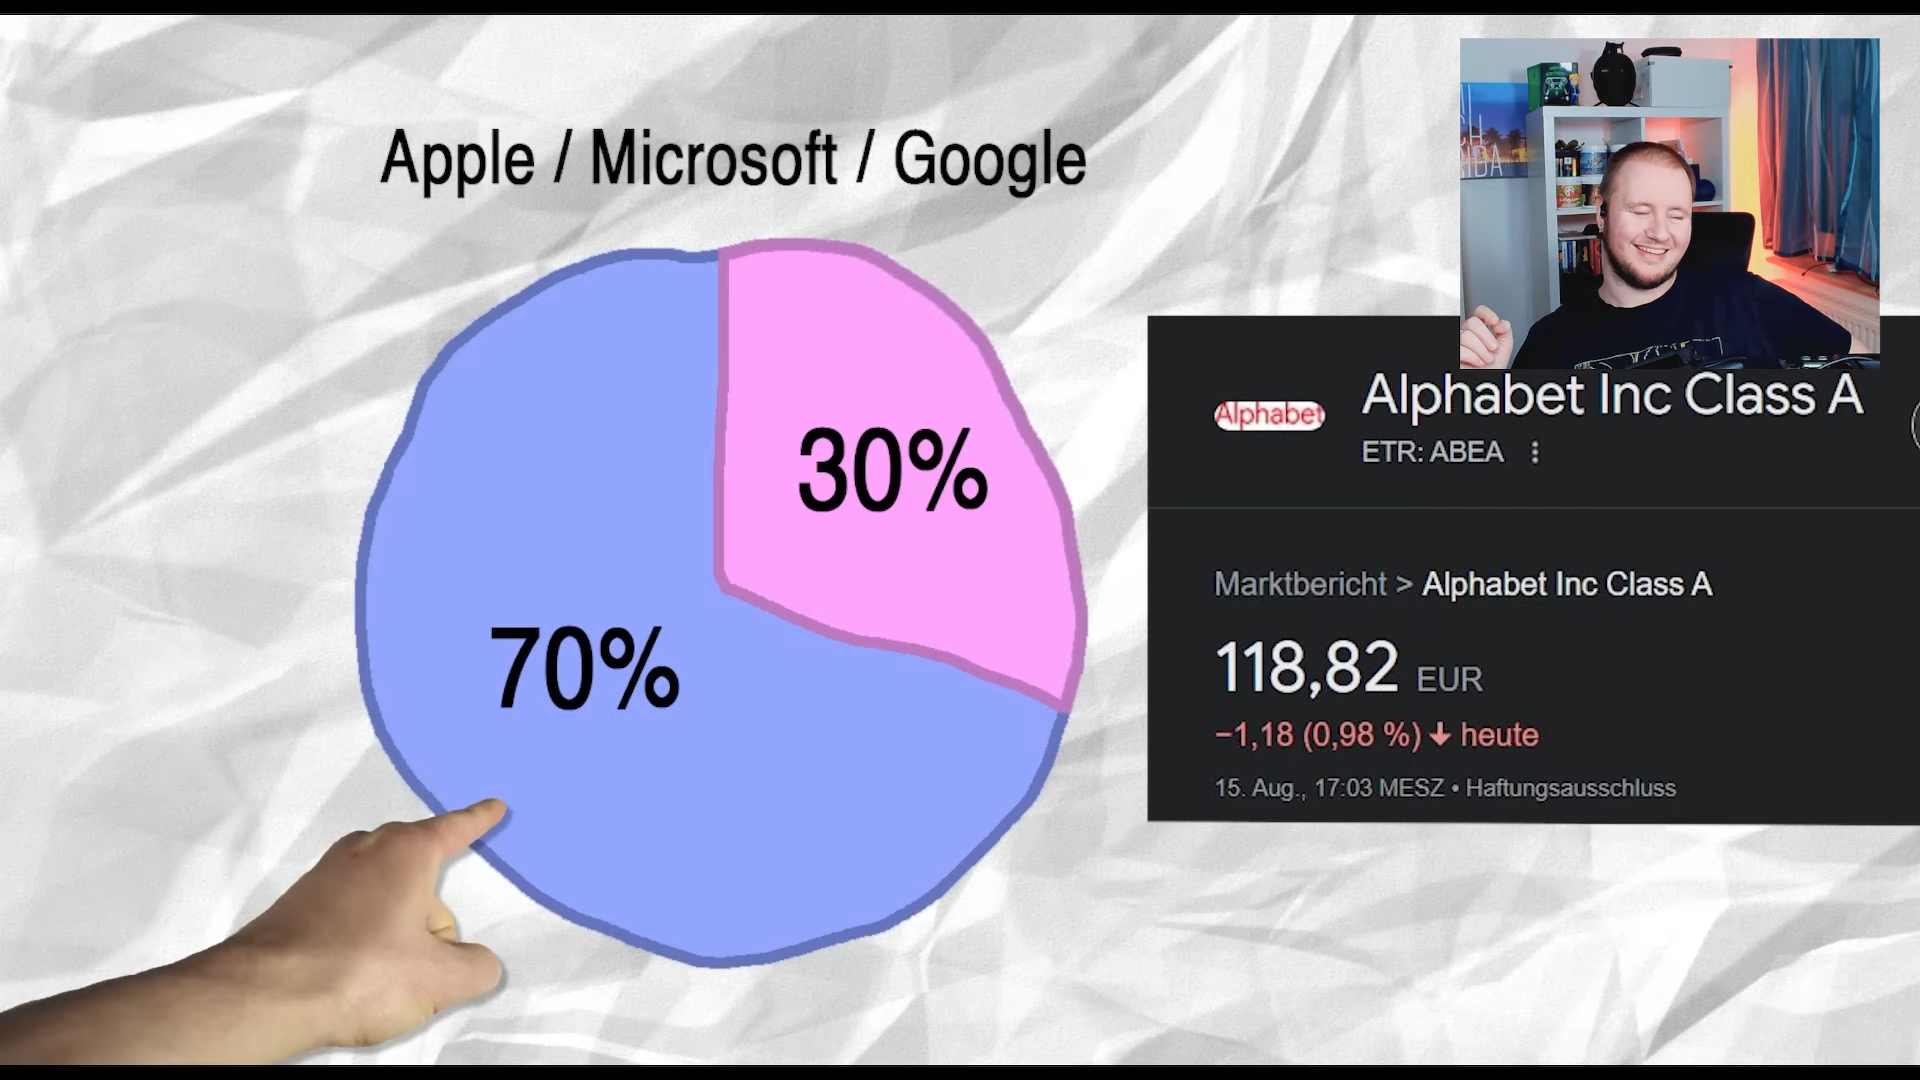 Apple / Microsoft / Google
30%
70%
Alphabet
Alphabet Inc Class A
ETR: ABEA
Marktbericht > Alphabet Inc Class A
118,82 EUR
−1,18 (0,98 %) ↓ heute
15. Aug., 17:03 MESZ • Haftungsausschluss